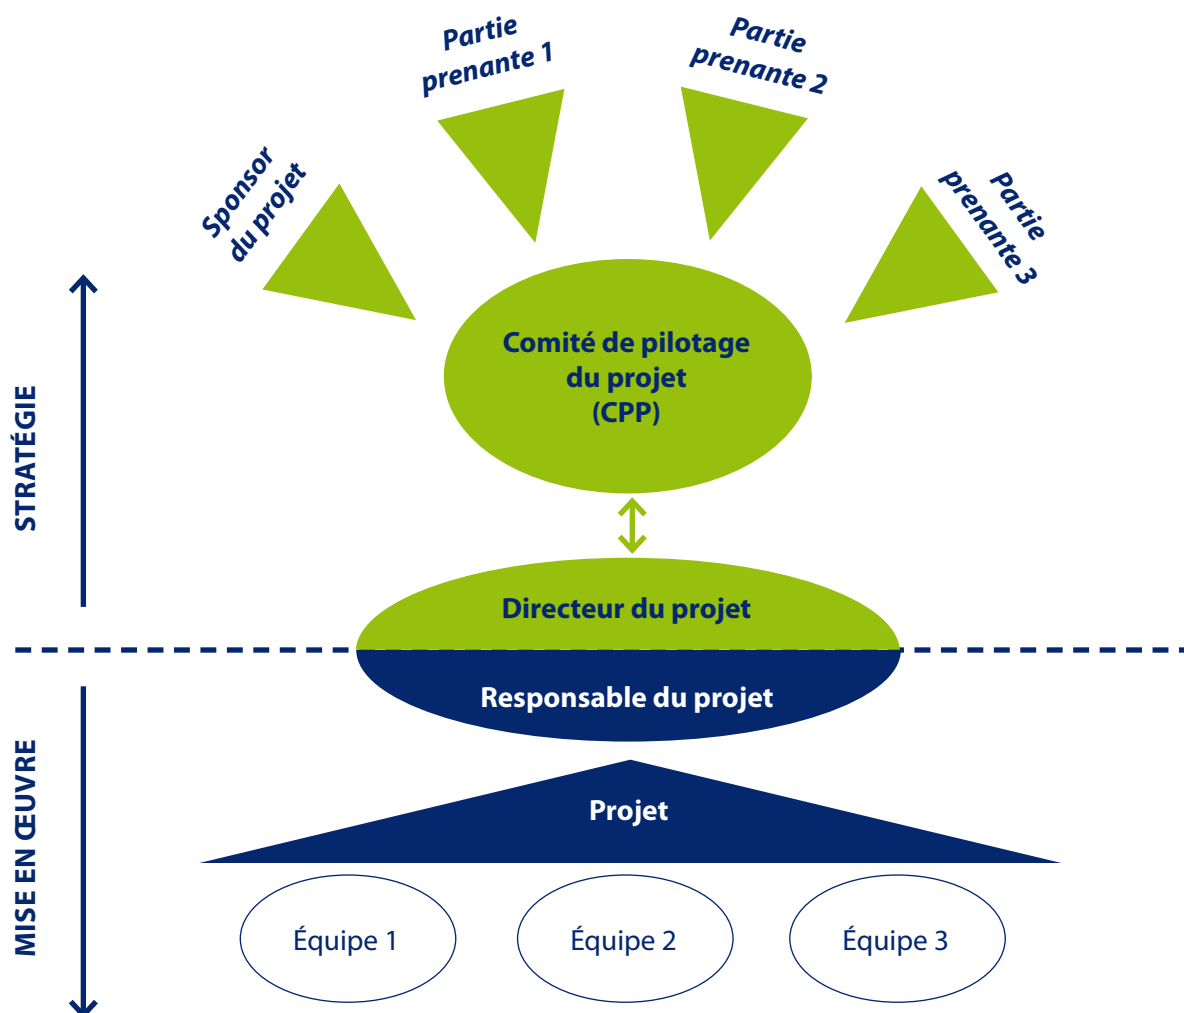 Partie
prenante 1
Partie
prenante 2
Sponsor
du projet
Partie
prenante 3
Comité de pilotage
du projet
(CPP)
STRATÉGIE
Directeur du projet
Responsable du projet
MISE EN ŒUVRE
Projet
Équipe 1
Équipe 2
Équipe 3